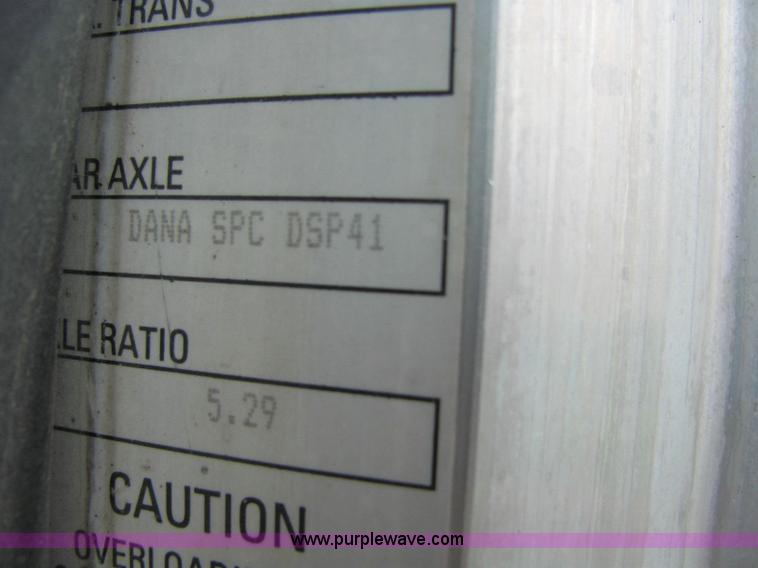 . TRANS
AR AXLE
DANA SPC DSP41
LE RATIO
5.29
CAUTION
www.purplewave.com